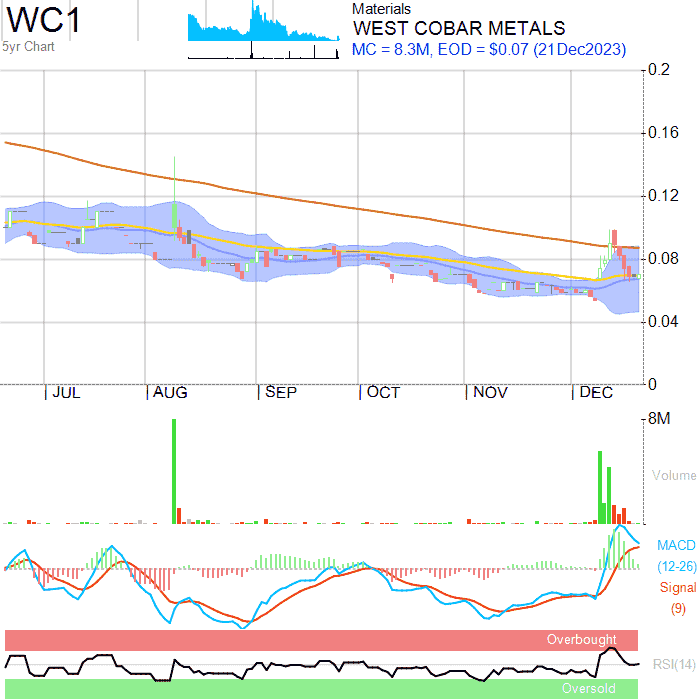 WC1
5yr Chart
Materials
WEST COBAR METALS
MC = 8.3M, EOD = $0.07 (21Dec2023)
0.2
0.16
0.12
0.08
0.04
0
JUL
AUG
SEP
OCT
NOV
DEC
8M
Volume
MACD
(12-26)
Signal
(9)
Overbought
RSI(14)
Oversold